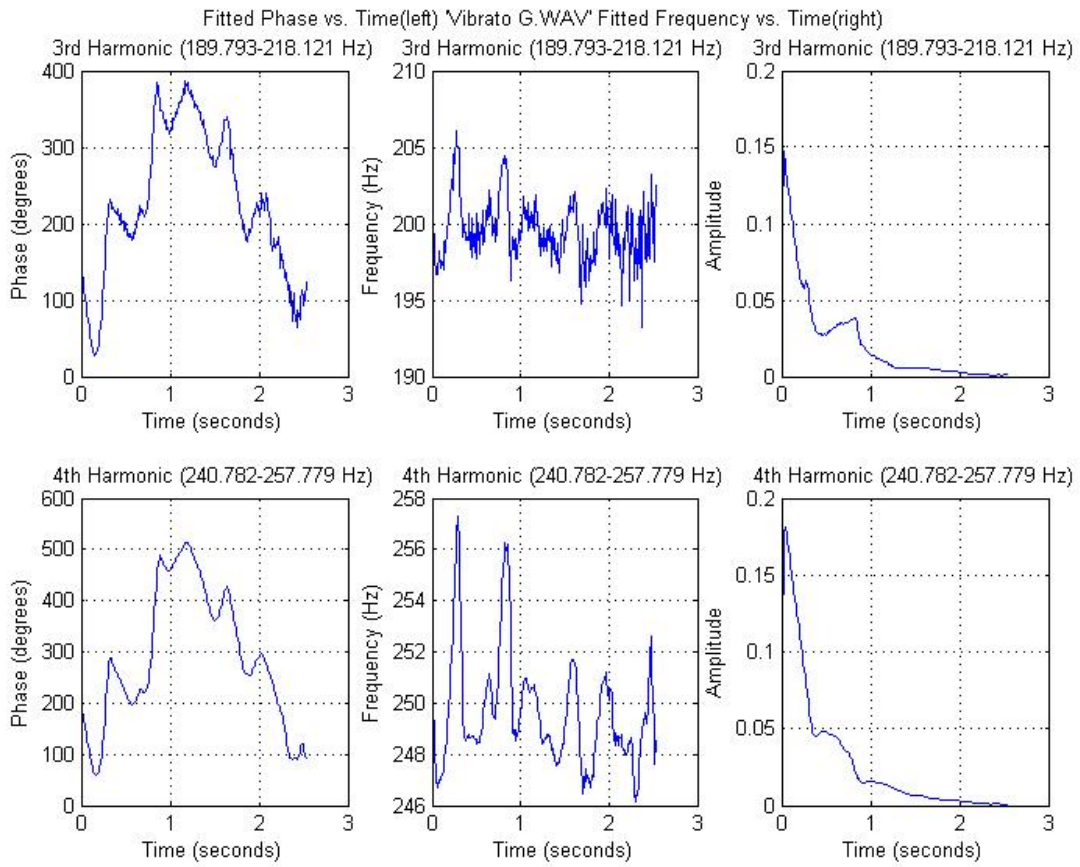 Fitted Phase vs. Time(left) 'Vibrato G.WAV' Fitted Frequency vs. Time(right)
3rd Harmonic (189.793-218.121 Hz)
3rd Harmonic (189.793-218.121 Hz)
3rd Harmonic (189.793-218.121 Hz)
400
300
200
100
0
Phase (degrees)
0 1 2 3
Time (seconds)
210
205
200
195
190
Frequency (Hz)
0 1 2 3
Time (seconds)
0.2
0.15
0.1
0.05
0
Amplitude
0 1 2 3
Time (seconds)
4th Harmonic (240.782-257.779 Hz)
4th Harmonic (240.782-257.779 Hz)
4th Harmonic (240.782-257.779 Hz)
600
500
400
300
200
100
0
Phase (degrees)
0 1 2 3
Time (seconds)
258
256
254
252
250
248
246
Frequency (Hz)
0 1 2 3
Time (seconds)
0.2
0.15
0.1
0.05
0
Amplitude
0 1 2 3
Time (seconds)